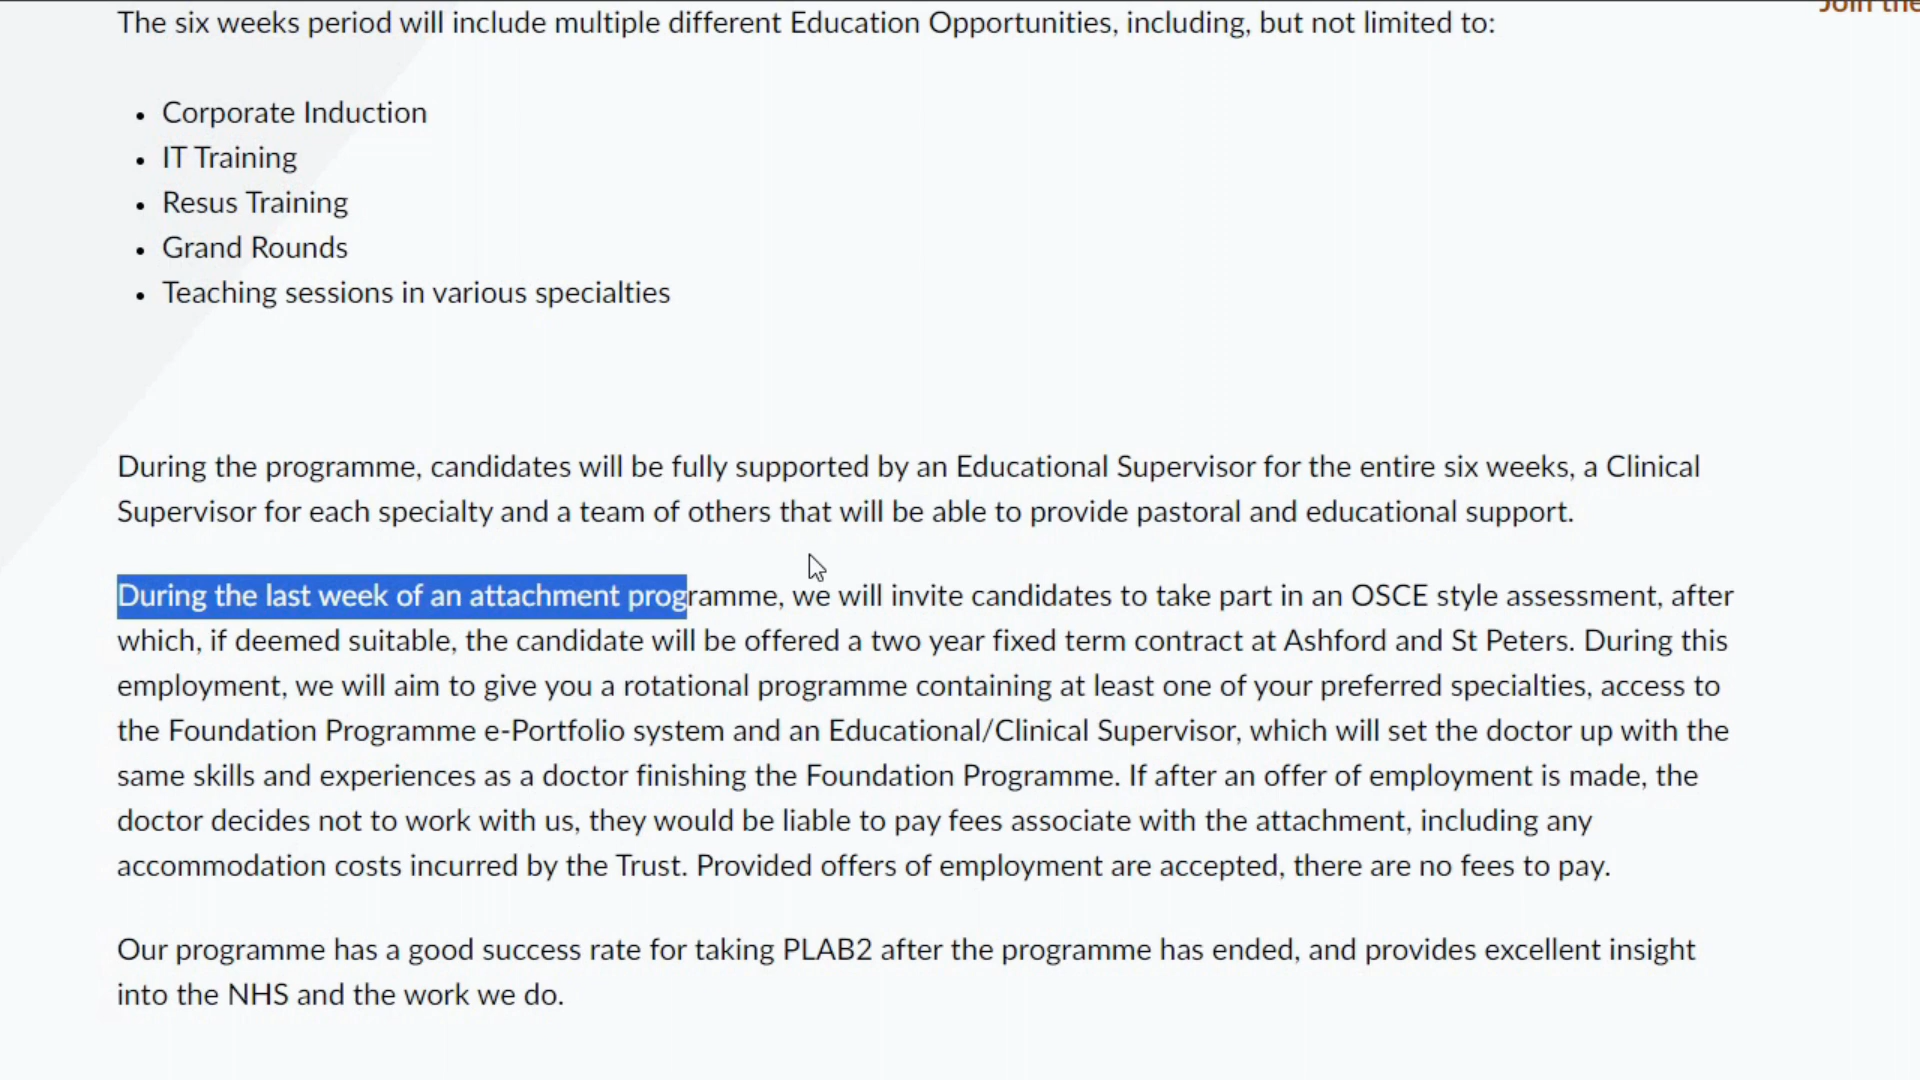 Join the
The six weeks period will include multiple different Education Opportunities, including, but not limited to:
• Corporate Induction
• IT Training
• Resus Training
• Grand Rounds
• Teaching sessions in various specialties
During the programme, candidates will be fully supported by an Educational Supervisor for the entire six weeks, a Clinical
Supervisor for each specialty and a team of others that will be able to provide pastoral and educational support.
During the last week of an attachment programme, we will invite candidates to take part in an OSCE style assessment, after
which, if deemed suitable, the candidate will be offered a two year fixed term contract at Ashford and St Peters. During this
employment, we will aim to give you a rotational programme containing at least one of your preferred specialties, access to
the Foundation Programme e-Portfolio system and an Educational/Clinical Supervisor, which will set the doctor up with the
same skills and experiences as a doctor finishing the Foundation Programme. If after an offer of employment is made, the
doctor decides not to work with us, they would be liable to pay fees associate with the attachment, including any
accommodation costs incurred by the Trust. Provided offers of employment are accepted, there are no fees to pay.
Our programme has a good success rate for taking PLAB2 after the programme has ended, and provides excellent insight
into the NHS and the work we do.